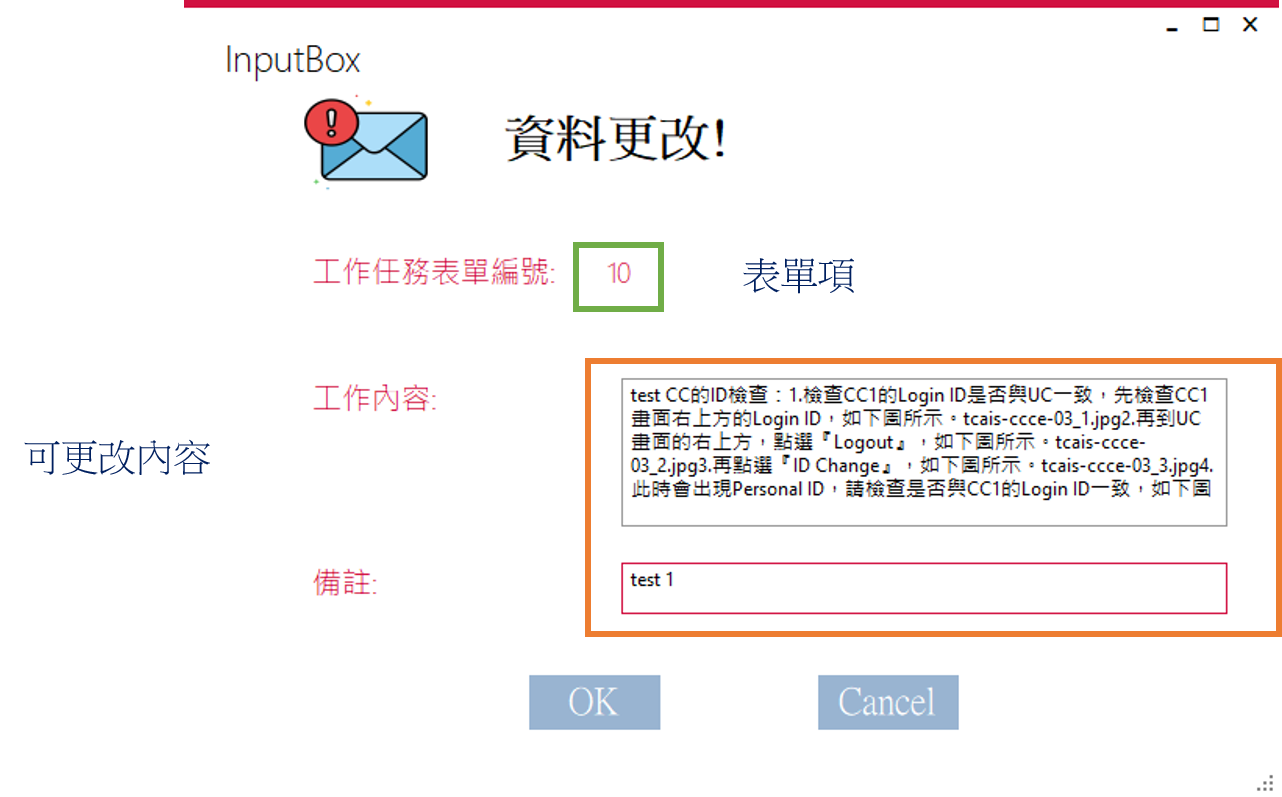 InputBox
資料更改!
工作任務表單編號: 10 表單項
工作內容:
test CC的ID檢查：1.檢查CC1的Login ID是否與UC一致，先檢查CC1
畫面右上方的Login ID，如下圖所示。tcais-ccce-03_1.jpg2.再到UC
畫面的右上方，點選『Logout』，如下圖所示。tcais-ccce-
03_2.jpg3.再點選『ID Change』，如下圖所示。tcais-ccce-03_3.jpg4.
此時會出現Personal ID，請檢查是否與CC1的Login ID一致，如下圖
可更改內容
備註:
test 1
OK Cancel